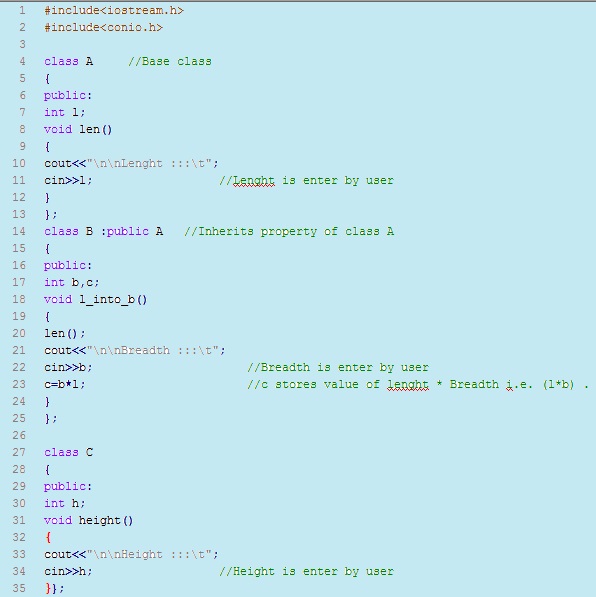 1 #include<iostream.h>
2 #include<conio.h>
3
4 class A //Base class
5 {
6 public:
7 int l;
8 void len()
9 {
10 cout<<"\n\nLenght :::\t";
11 cin>>l; //Lenght is enter by user
12 }
13 };
14 class B :public A //Inherits property of class A
15 {
16 public:
17 int b,c;
18 void l_into_b()
19 {
20 len();
21 cout<<"\n\nBreadth :::\t";
22 cin>>b; //Breadth is enter by user
23 c=b*l; //c stores value of lenght * Breadth i.e. (l*b) .
24 }
25 };
26
27 class C
28 {
29 public:
30 int h;
31 void height()
32 {
33 cout<<"\n\nHeight :::\t";
34 cin>>h; //Height is enter by user
35 }};